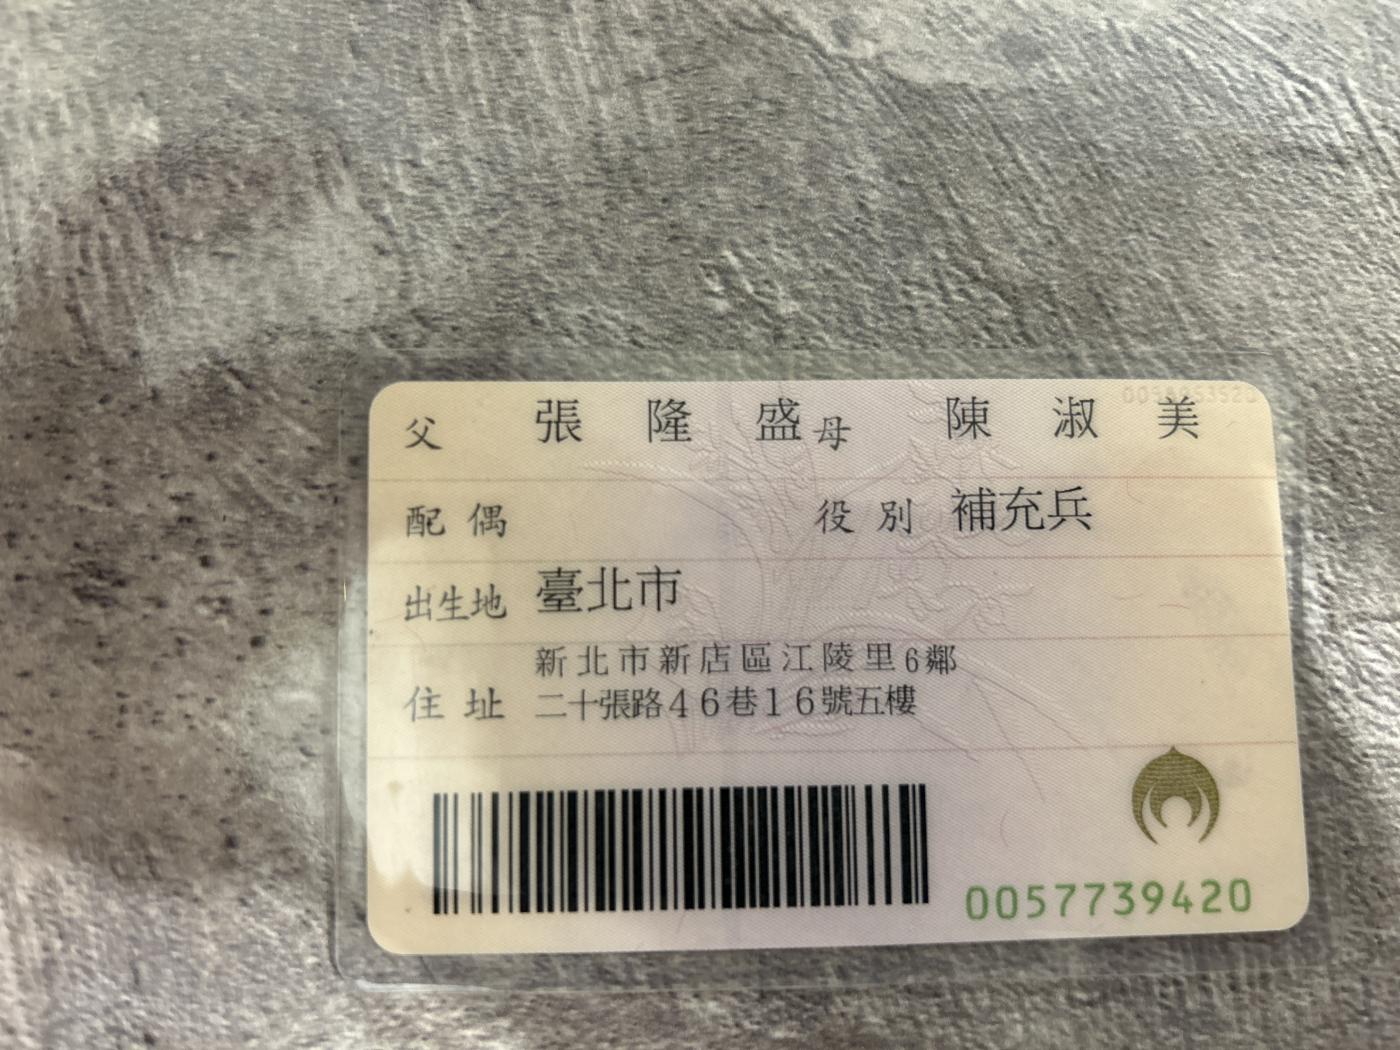 父 張隆盛 母 陳淑美
配偶 役別 補充兵
出生地 臺北市
住址 新北市新店區江陵里6鄰
二十張路46巷16號五樓
0057739420